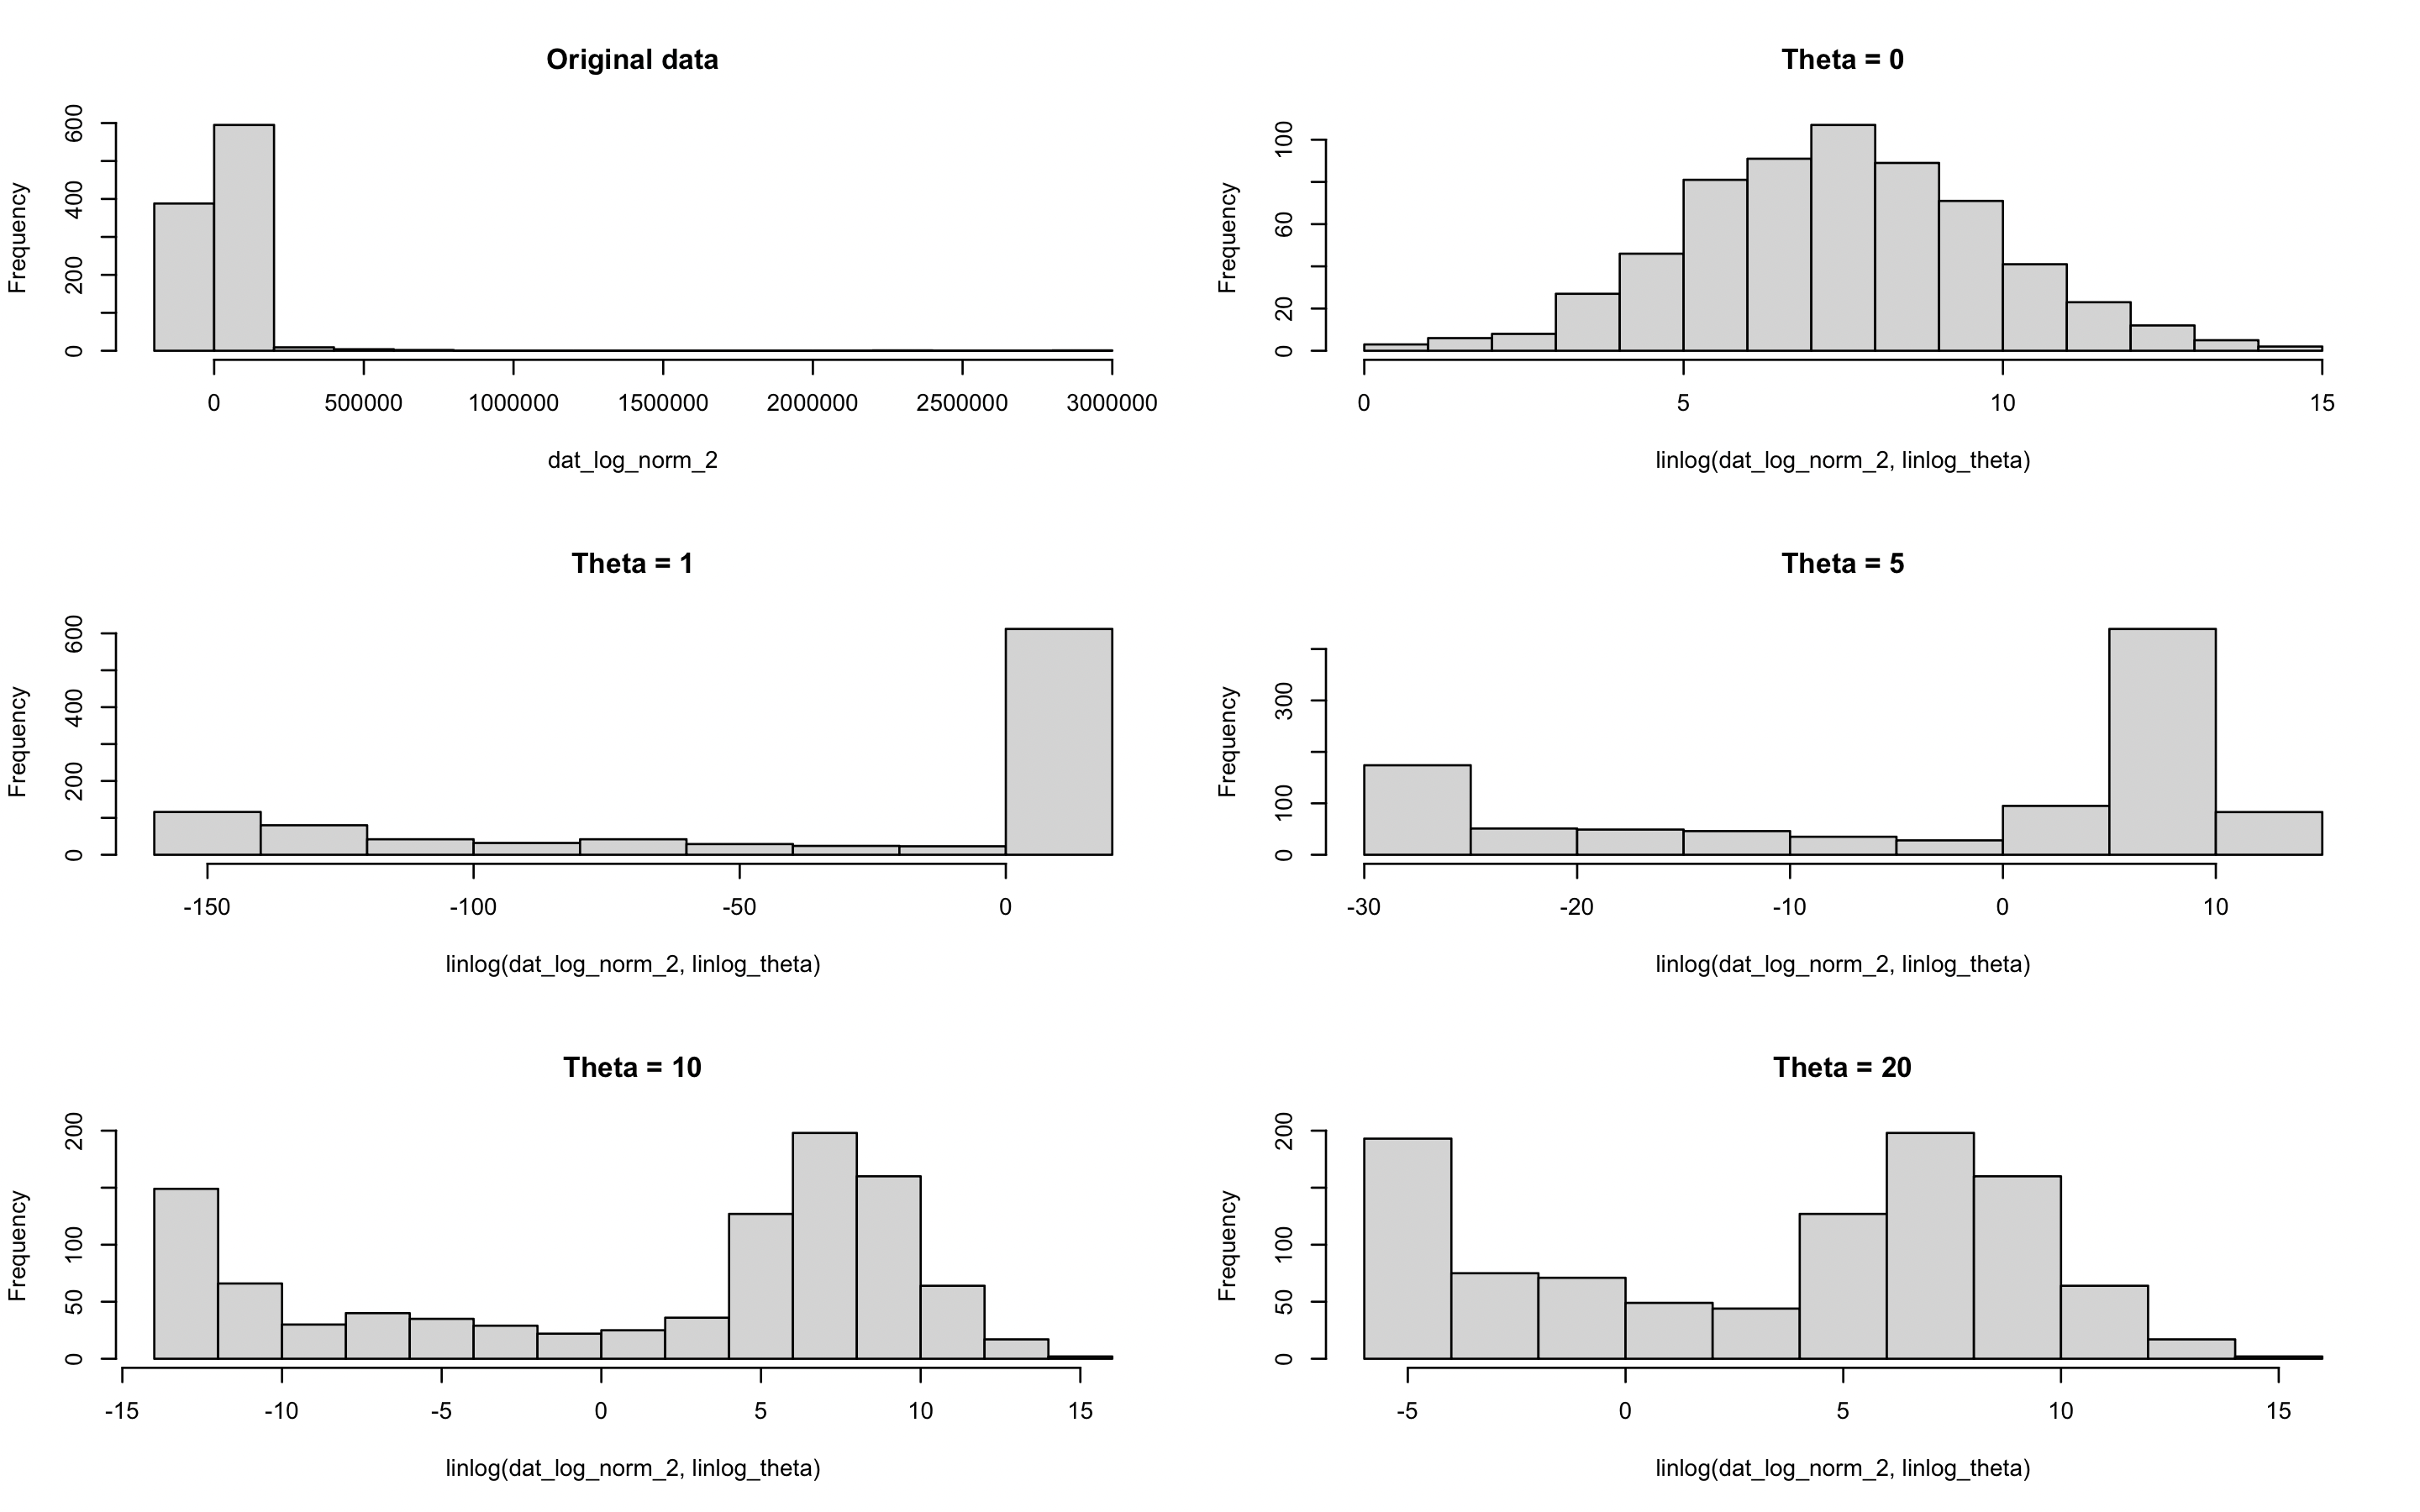 Original data
Frequency
0 200 400 600
0 500000 1000000 1500000 2000000 2500000 3000000
dat_log_norm_2
Theta = 0
Frequency
0 20 60 100
0 5 10 15
linlog(dat_log_norm_2, linlog_theta)
Theta = 1
Frequency
0 200 400 600
-150 -100 -50 0
linlog(dat_log_norm_2, linlog_theta)
Theta = 5
Frequency
0 100 300
-30 -20 -10 0 10
linlog(dat_log_norm_2, linlog_theta)
Theta = 10
Frequency
0 50 100 200
-15 -10 -5 0 5 10 15
linlog(dat_log_norm_2, linlog_theta)
Theta = 20
Frequency
0 50 100 200
-5 0 5 10 15
linlog(dat_log_norm_2, linlog_theta)